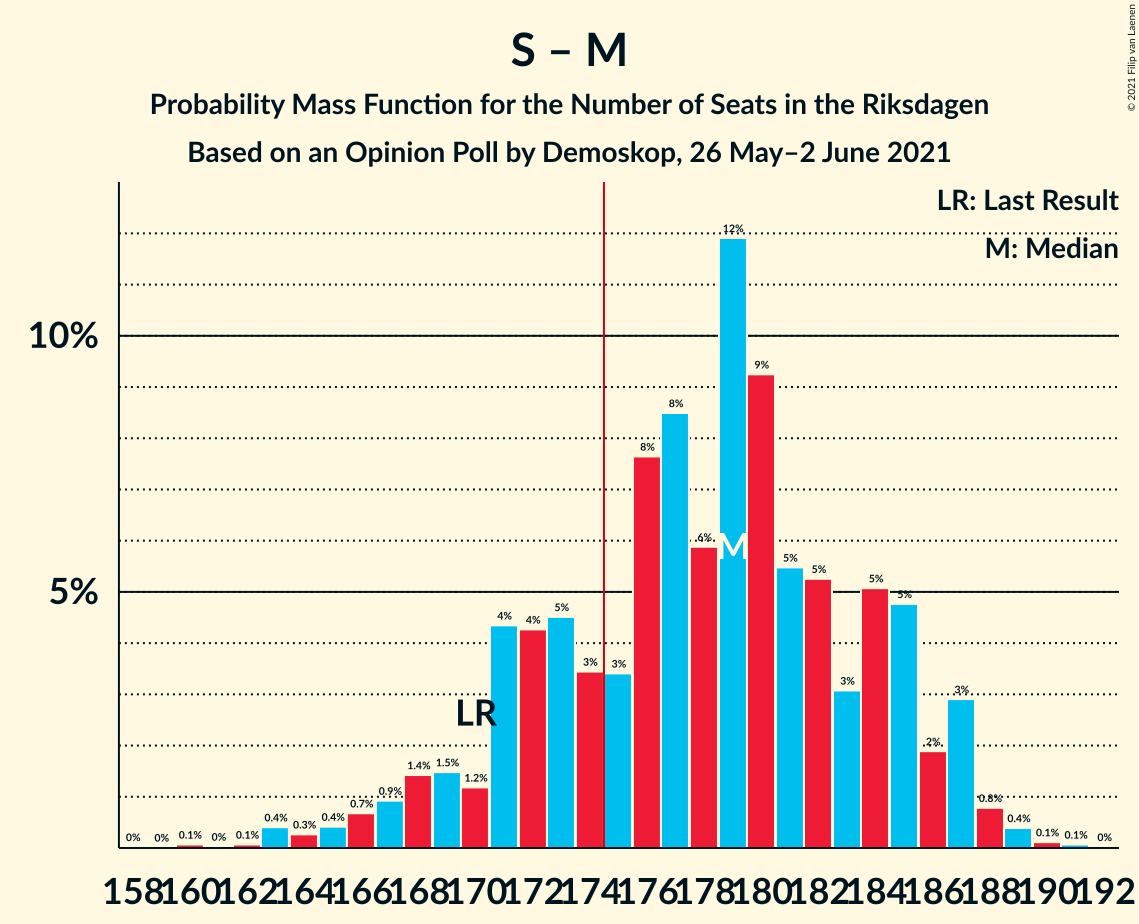 S – M
Probability Mass Function for the Number of Seats in the Riksdagen
Based on an Opinion Poll by Demoskop, 26 May–2 June 2021
© 2021 Filip van Laenen
LR: Last Result
M: Median
10%
5%
0% 0% 0.1% 0% 0.1% 0.4% 0.3% 0.4% 0.7% 0.9% 1.4% 1.5% 1.2% 4% 4% 5% 3% 3% 8% 8% 6% 12% 9% 5% 5% 3% 5% 5% 2% 3% 0.8% 0.4% 0.1% 0.1% 0%
LR
M
158 160 162 164 166 168 170 172 174 176 178 180 182 184 186 188 190 192